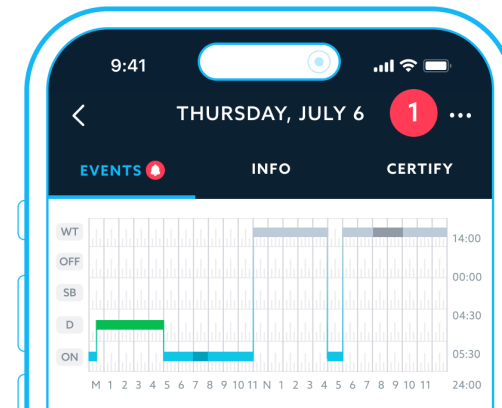 9:41
THURSDAY, JULY 6 1 ...
EVENTS INFO CERTIFY
WT 14:00
OFF 00:00
SB
D 04:30
ON 05:30
M 1 2 3 4 5 6 7 8 9 10 11 N 1 2 3 4 5 6 7 8 9 10 11 24:00